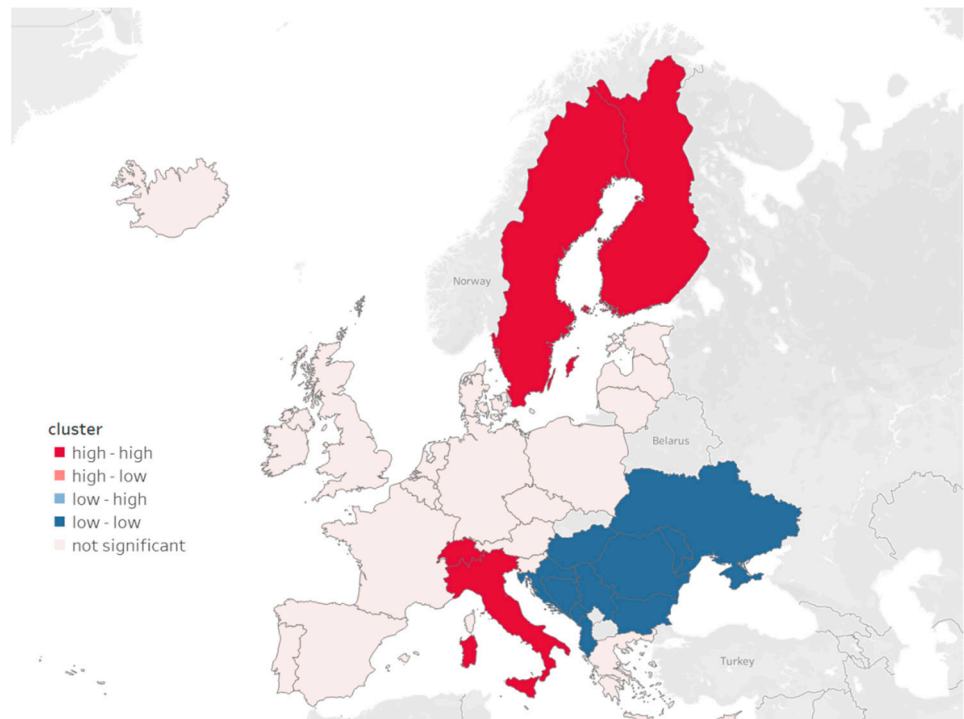 Norway
cluster
high - high
high - low
low - high
low - low
not significant
Belarus
Turkey